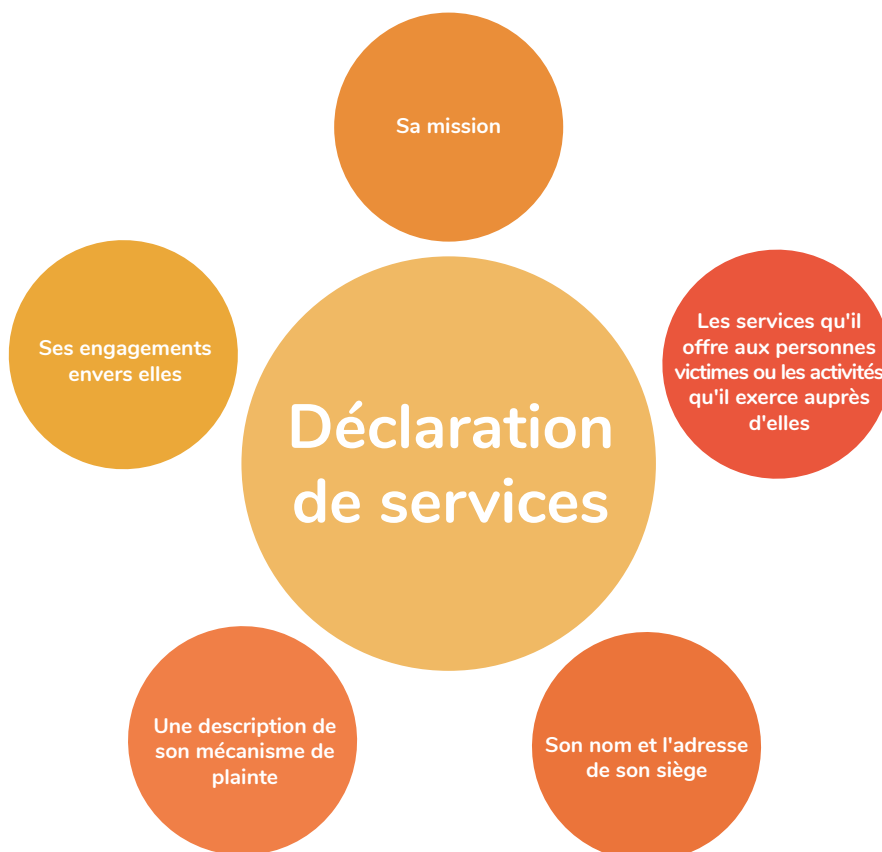 Sa mission
Les services qu'il
offre aux personnes
victimes ou les activités
qu'il exerce auprès
d'elles
Ses engagements
envers elles
Déclaration
de services
Une description de
son mécanisme de
plainte
Son nom et l'adresse
de son siège